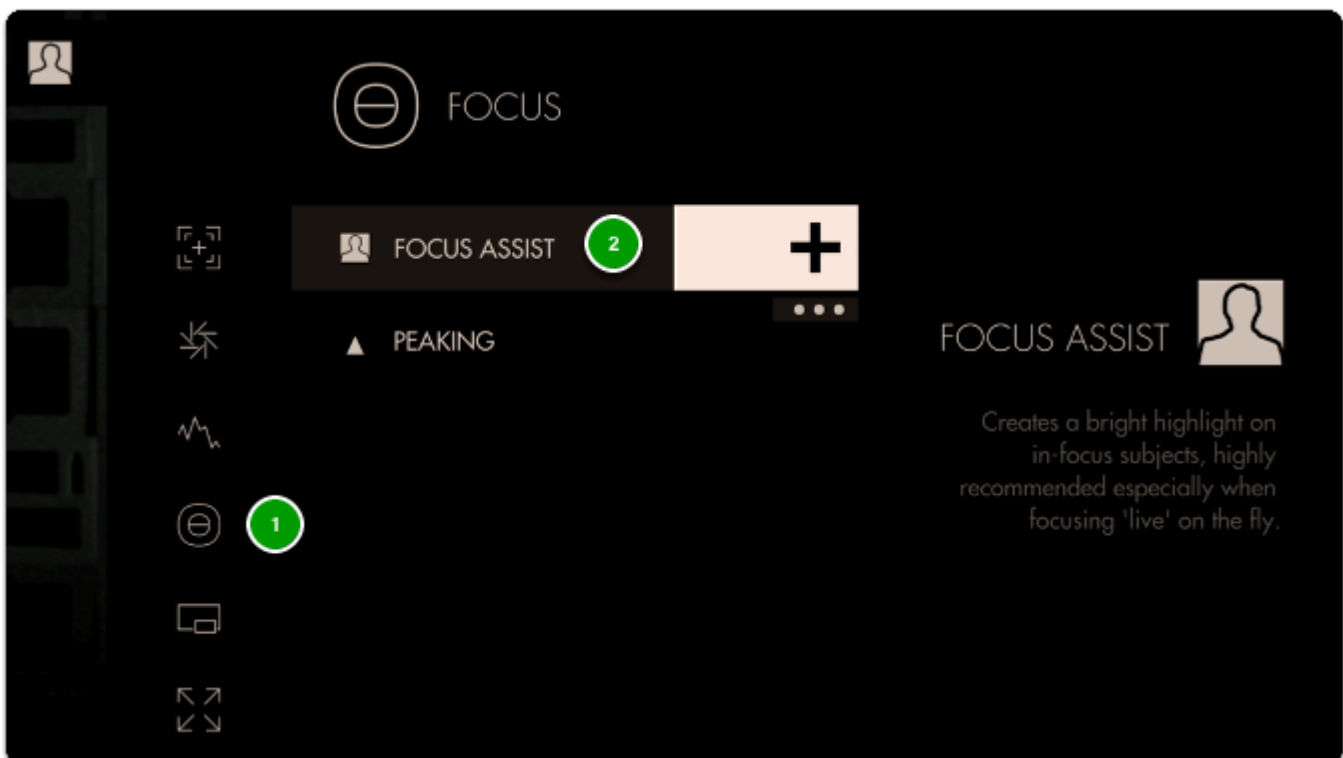 FOCUS
FOCUS ASSIST 2
PEAKING
1
FOCUS ASSIST
Creates a bright highlight on
in-focus subjects, highly
recommended especially when
focusing 'live' on the fly.